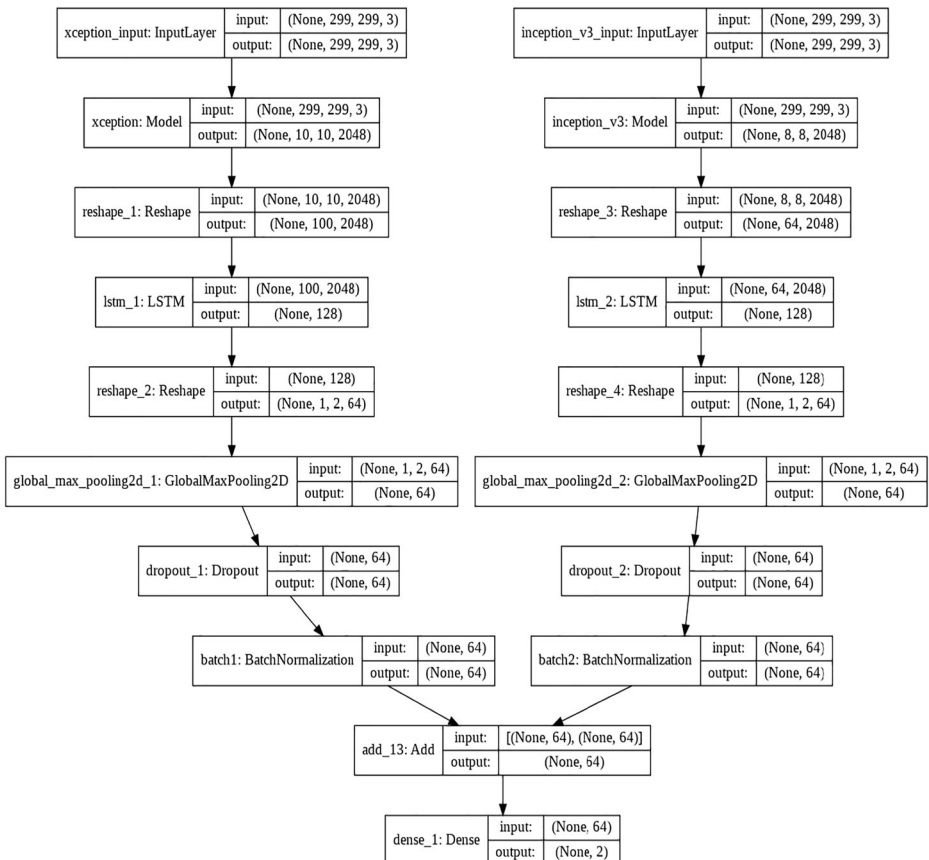 xception_input: InputLayer input: (None, 299, 299, 3)
output: (None, 299, 299, 3)
inception_v3_input: InputLayer input: (None, 299, 299, 3)
output: (None, 299, 299, 3)
xception: Model input: (None, 299, 299, 3)
output: (None, 10, 10, 2048)
inception_v3: Model input: (None, 299, 299, 3)
output: (None, 8, 8, 2048)
reshape_1: Reshape input: (None, 10, 10, 2048)
output: (None, 100, 2048)
reshape_3: Reshape input: (None, 8, 8, 2048)
output: (None, 64, 2048)
lstm_1: LSTM input: (None, 100, 2048)
output: (None, 128)
lstm_2: LSTM input: (None, 64, 2048)
output: (None, 128)
reshape_2: Reshape input: (None, 128)
output: (None, 1, 2, 64)
reshape_4: Reshape input: (None, 128)
output: (None, 1, 2, 64)
global_max_pooling2d_1: GlobalMaxPooling2D input: (None, 1, 2, 64)
output: (None, 64)
global_max_pooling2d_2: GlobalMaxPooling2D input: (None, 1, 2, 64)
output: (None, 64)
dropout_1: Dropout input: (None, 64)
output: (None, 64)
dropout_2: Dropout input: (None, 64)
output: (None, 64)
batch1: BatchNormalization input: (None, 64)
output: (None, 64)
batch2: BatchNormalization input: (None, 64)
output: (None, 64)
add_13: Add input: [(None, 64), (None, 64)]
output: (None, 64)
dense_1: Dense input: (None, 64)
output: (None, 2)